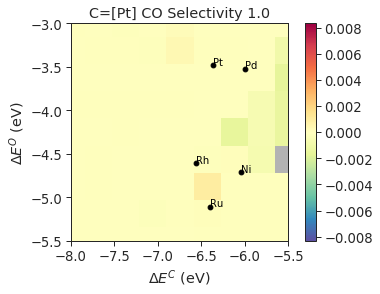 C=[Pt] CO Selectivity 1.0
−3.0
−3.5
−4.0
−4.5
−5.0
−5.5
ΔE^O (eV)
Pt
Pd
Rh
Ni
Ru
−8.0 −7.5 −7.0 −6.5 −6.0 −5.5
ΔE^C (eV)
0.008
0.006
0.004
0.002
0.000
−0.002
−0.004
−0.006
−0.008